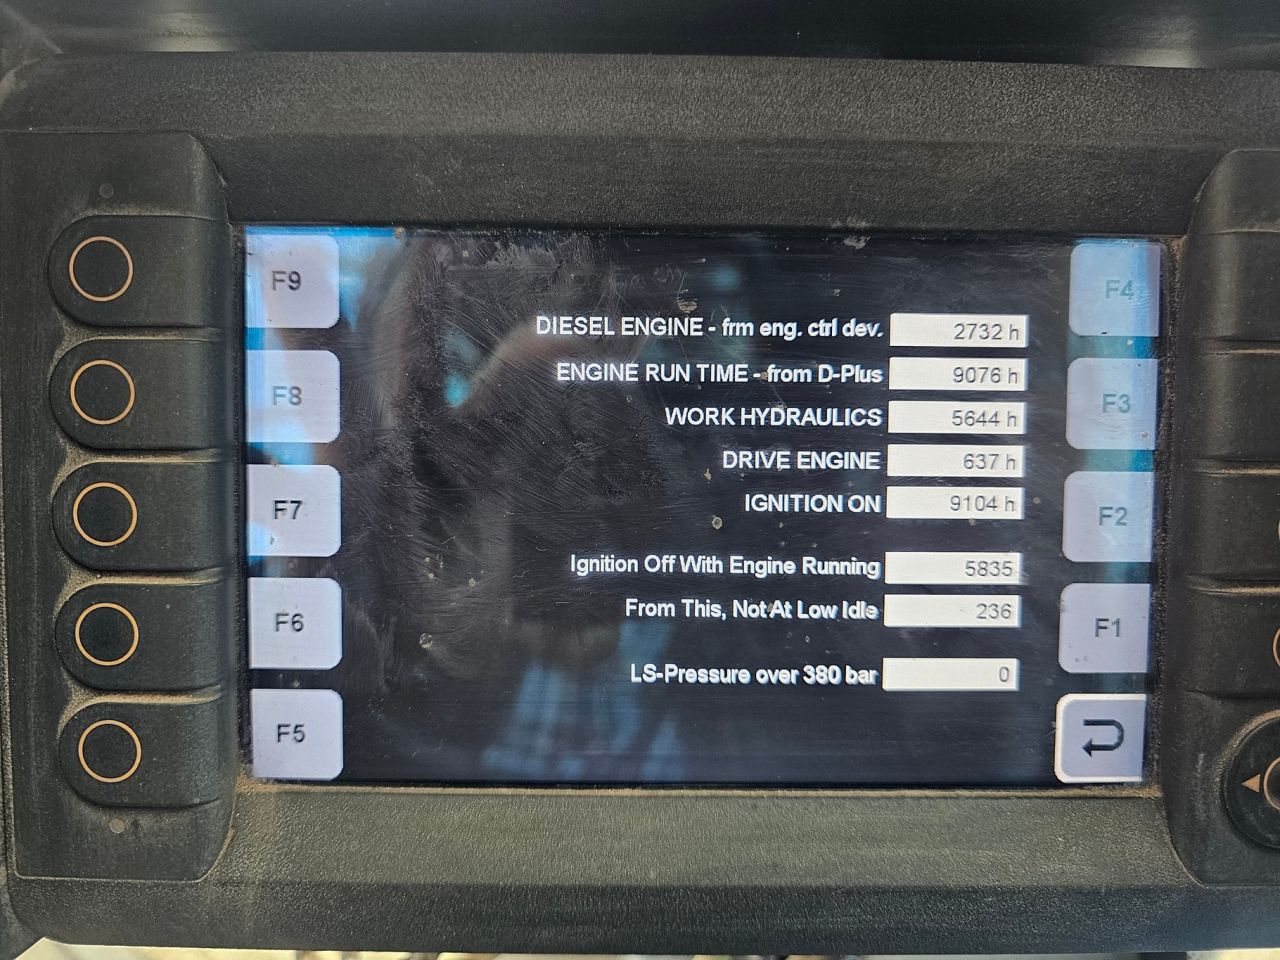 F9
F4
DIESEL ENGINE - frm eng. ctrl dev. 2732 h
ENGINE RUN TIME - from D-Plus 9076 h
F8
F3
WORK HYDRAULICS 5644 h
DRIVE ENGINE 637 h
IGNITION ON 9104 h
F7
F2
Ignition Off With Engine Running 5835
From This, Not At Low Idle 236
F6
F1
LS-Pressure over 380 bar 0
F5